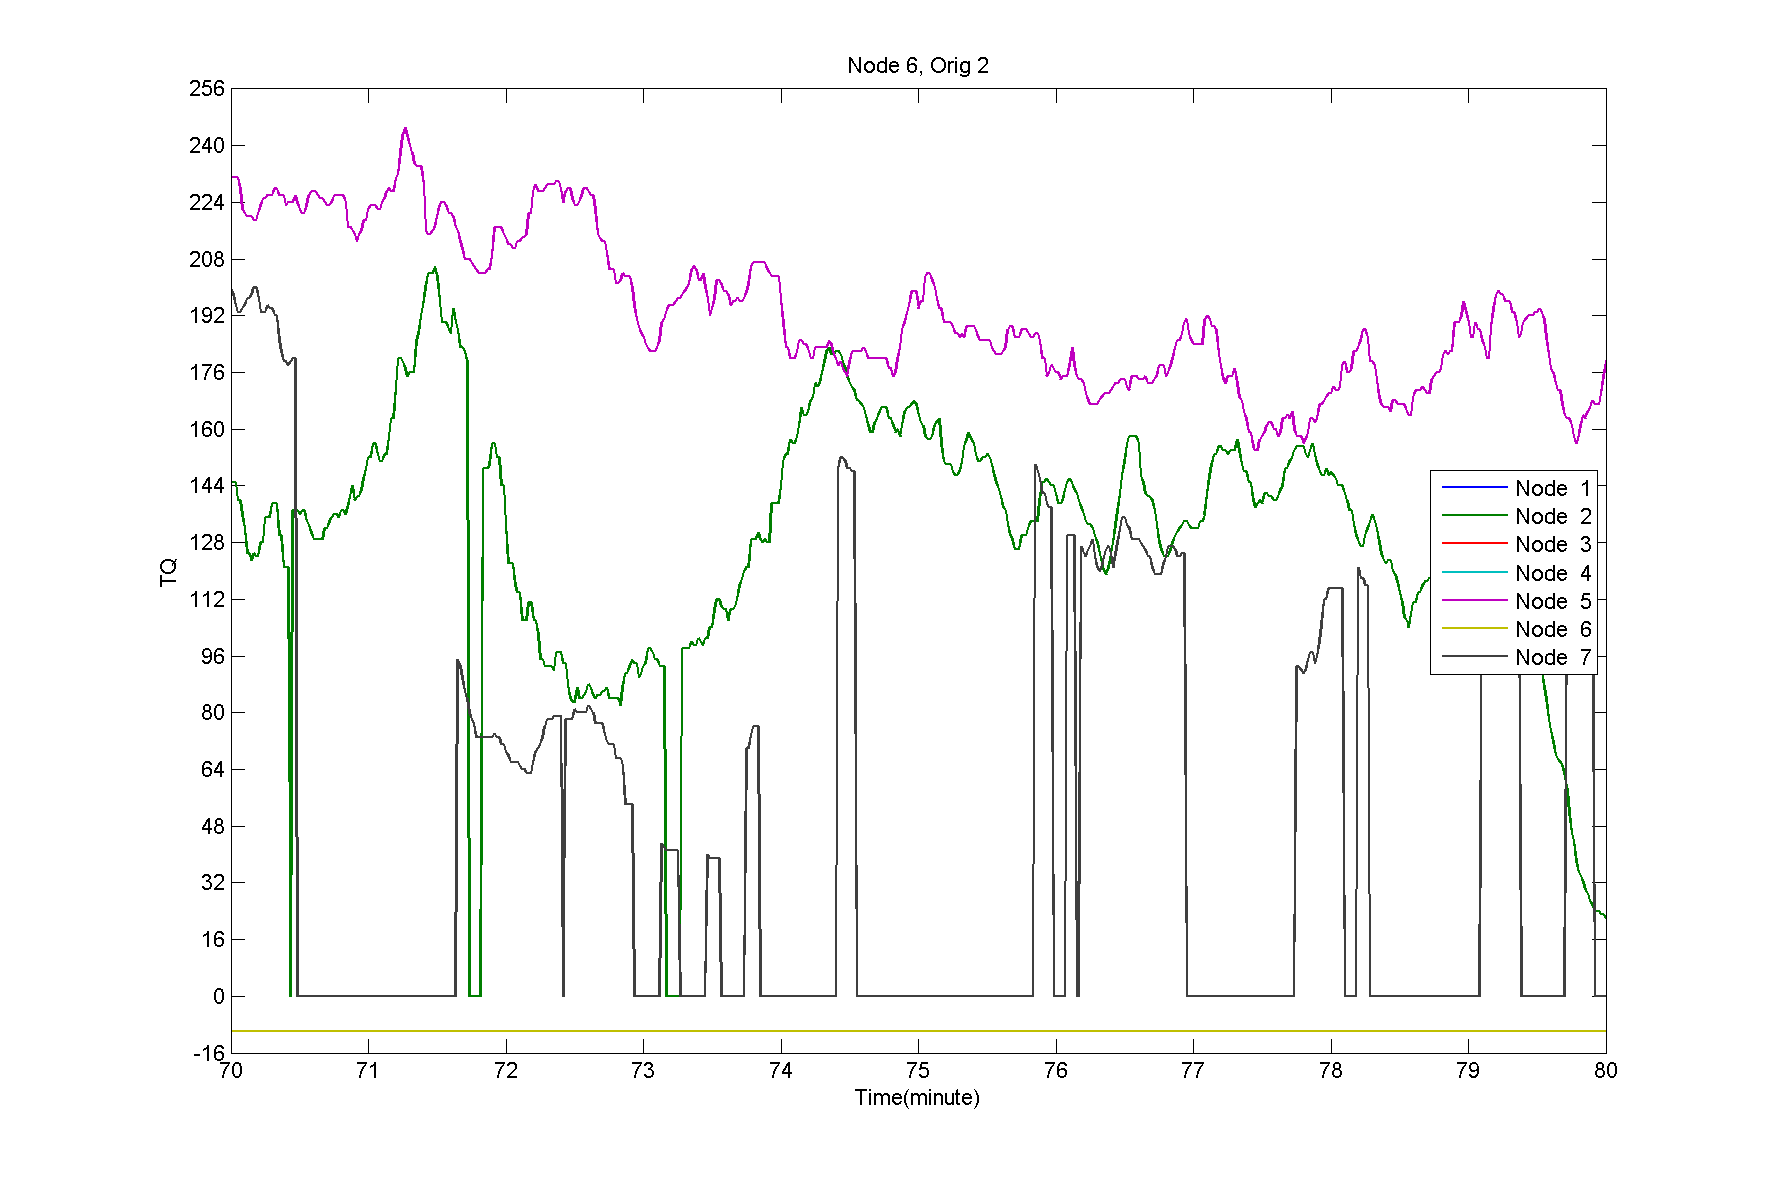 Node 6, Orig 2
256
240
224
208
192
176
160
144
128
112
96
80
64
48
32
16
0
-16
TQ
Node 1
Node 2
Node 3
Node 4
Node 5
Node 6
Node 7
70 71 72 73 74 75 76 77 78 79 80
Time(minute)